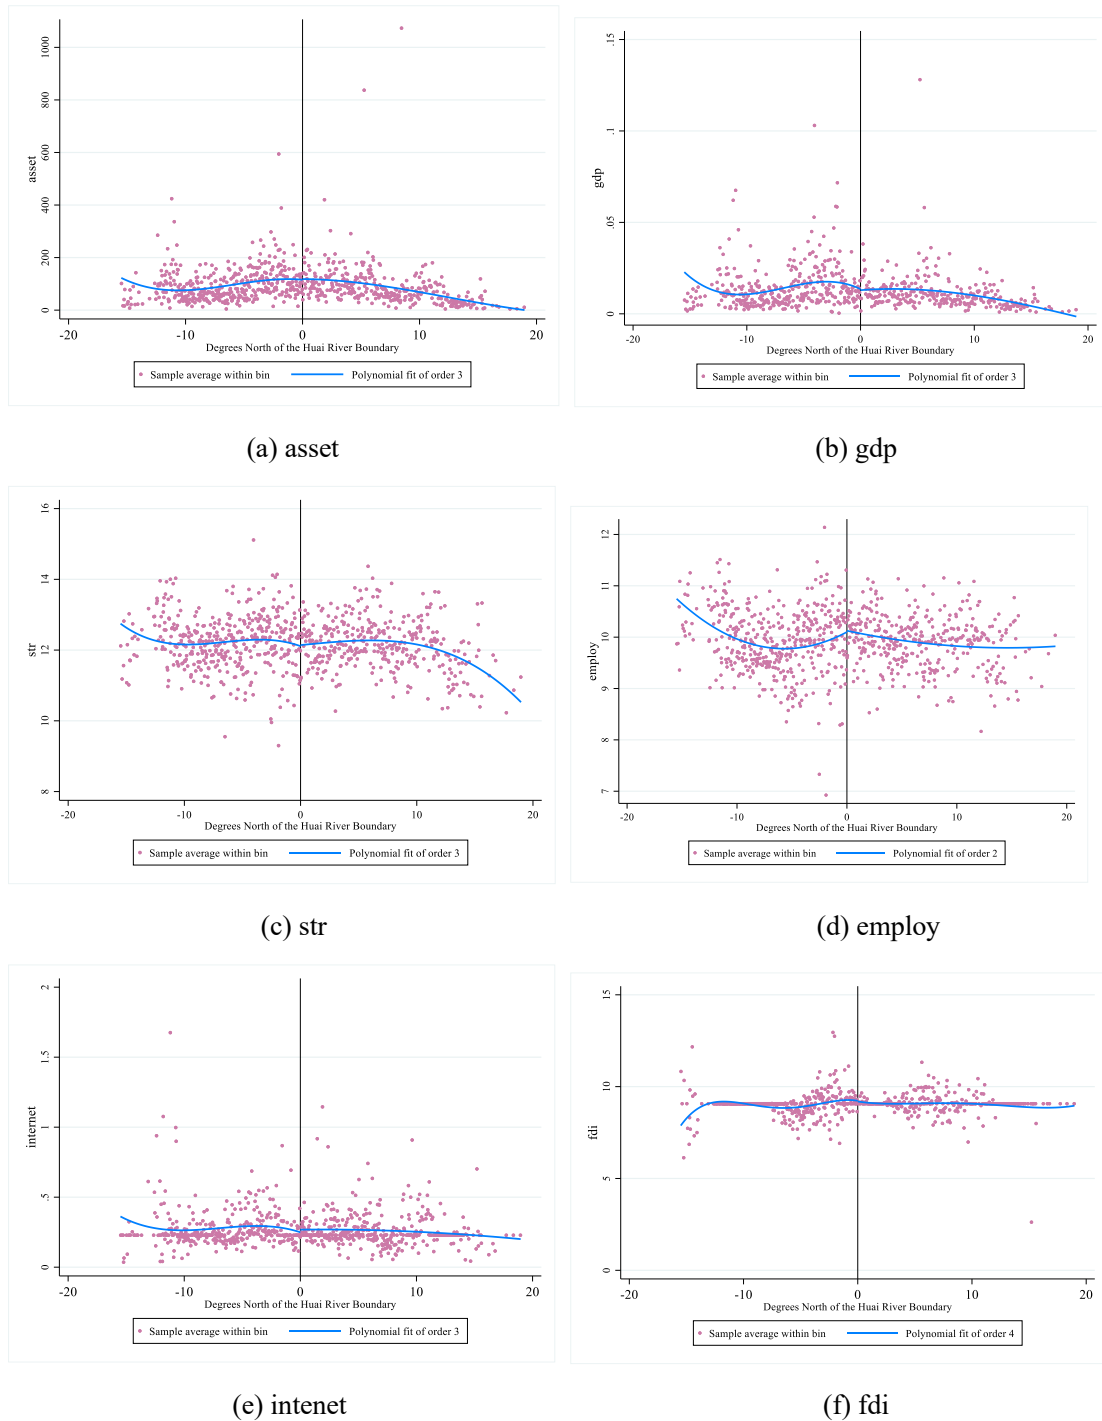 1000
800
600
400
200
0
asset
-20 -10 0 10 20
Degrees North of the Huai River Boundary
Sample average within bin Polynomial fit of order 3
(a) asset
.15
.1
.05
0
gdp
-20 -10 0 10 20
Degrees North of the Huai River Boundary
Sample average within bin Polynomial fit of order 3
(b) gdp
16
14
12
10
8
str
-20 -10 0 10 20
Degrees North of the Huai River Boundary
Sample average within bin Polynomial fit of order 3
(c) str
12
11
10
9
8
7
employ
-20 -10 0 10 20
Degrees North of the Huai River Boundary
Sample average within bin Polynomial fit of order 2
(d) employ
2
1.5
1
.5
0
internet
-20 -10 0 10 20
Degrees North of the Huai River Boundary
Sample average within bin Polynomial fit of order 3
(e) intenet
15
10
5
0
fdi
-20 -10 0 10 20
Degrees North of the Huai River Boundary
Sample average within bin Polynomial fit of order 4
(f) fdi